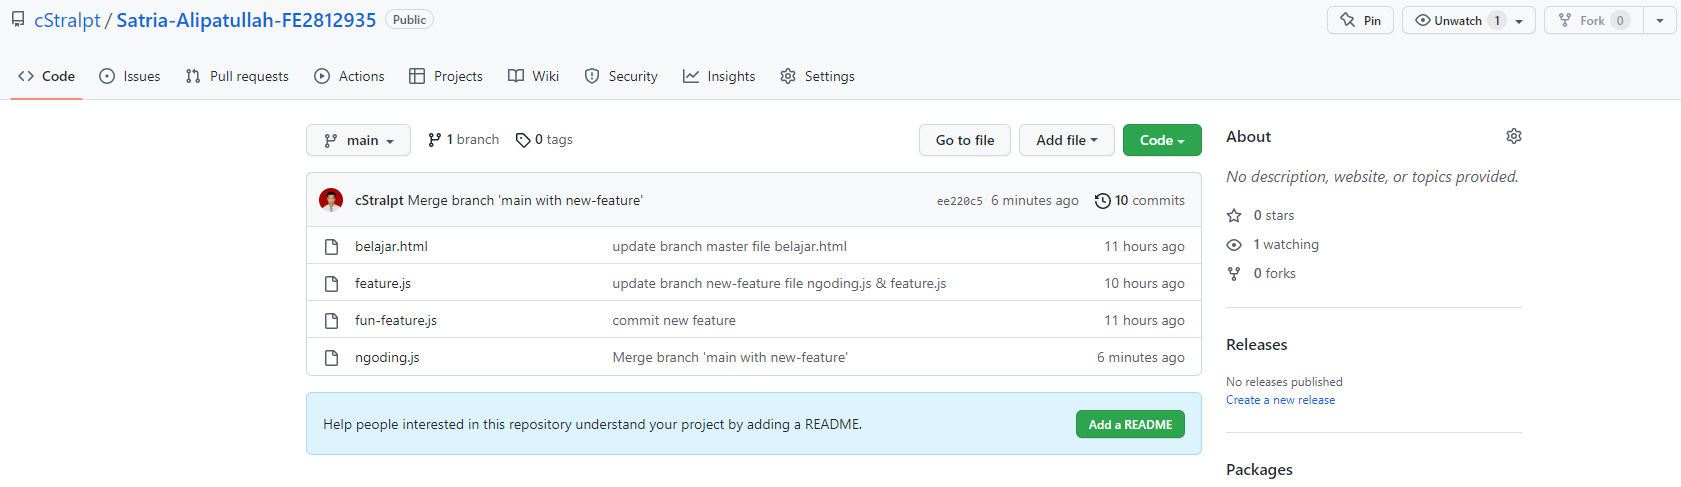 cStralpt / Satria-Alipatullah-FE2812935 Public Pin Unwatch 1 Fork 0
Code Issues Pull requests Actions Projects Wiki Security Insights Settings
main 1 branch 0 tags Go to file Add file Code
cStralpt Merge branch 'main with new-feature' ee220c5 6 minutes ago 10 commits
belajar.html update branch master file belajar.html 11 hours ago
feature.js update branch new-feature file ngoding.js & feature.js 10 hours ago
fun-feature.js commit new feature 11 hours ago
ngoding.js Merge branch 'main with new-feature' 6 minutes ago
Help people interested in this repository understand your project by adding a README. Add a README
About
No description, website, or topics provided.
0 stars
1 watching
0 forks
Releases
No releases published
Create a new release
Packages